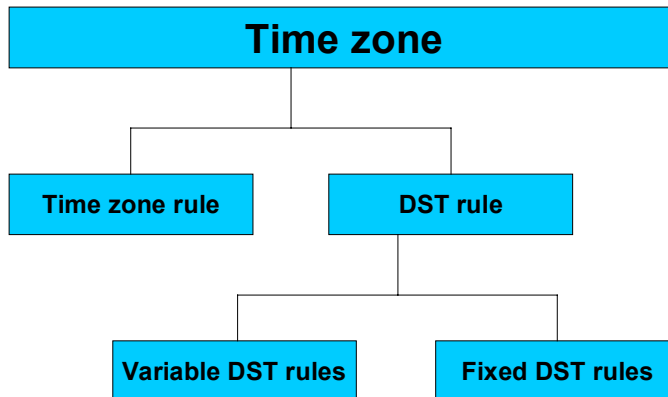 Time zone
Time zone rule
DST rule
Variable DST rules
Fixed DST rules